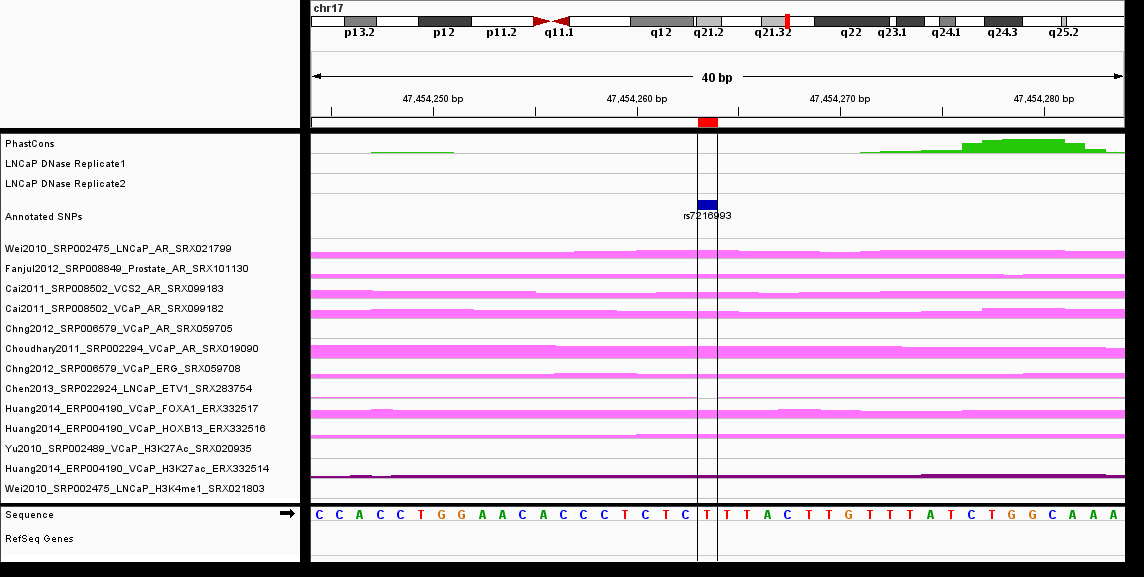 chr17
p13.2 p12 p11.2 q11.1 q12 q21.2 q21.32 q22 q23.1 q24.1 q24.3 q25.2
40 bp
47,454,250 bp 47,454,260 bp 47,454,270 bp 47,454,280 bp
PhastCons
LNCaP DNase Replicate1
LNCaP DNase Replicate2
Annotated SNPs
rs7216993
Wei2010_SRP002475_LNCaP_AR_SRX021799
Fanjul2012_SRP008849_Prostate_AR_SRX101130
Cai2011_SRP008502_VCS2_AR_SRX099183
Cai2011_SRP008502_VCaP_AR_SRX099182
Chng2012_SRP006579_VCaP_AR_SRX059705
Choudhary2011_SRP002294_VCaP_AR_SRX019090
Chng2012_SRP006579_VCaP_ERG_SRX059708
Chen2013_SRP022924_LNCaP_ETV1_SRX283754
Huang2014_ERP004190_VCaP_FOXA1_ERX332517
Huang2014_ERP004190_VCaP_HOXB13_ERX332516
Yu2010_SRP002489_VCaP_H3K27Ac_SRX020935
Huang2014_ERP004190_VCaP_H3K27ac_ERX332514
Wei2010_SRP002475_LNCaP_H3K4me1_SRX021803
Sequence C C A C C T G G A A C A C C C T C T C T T T A C T T G T T T A T C T G G C A A A
RefSeq Genes